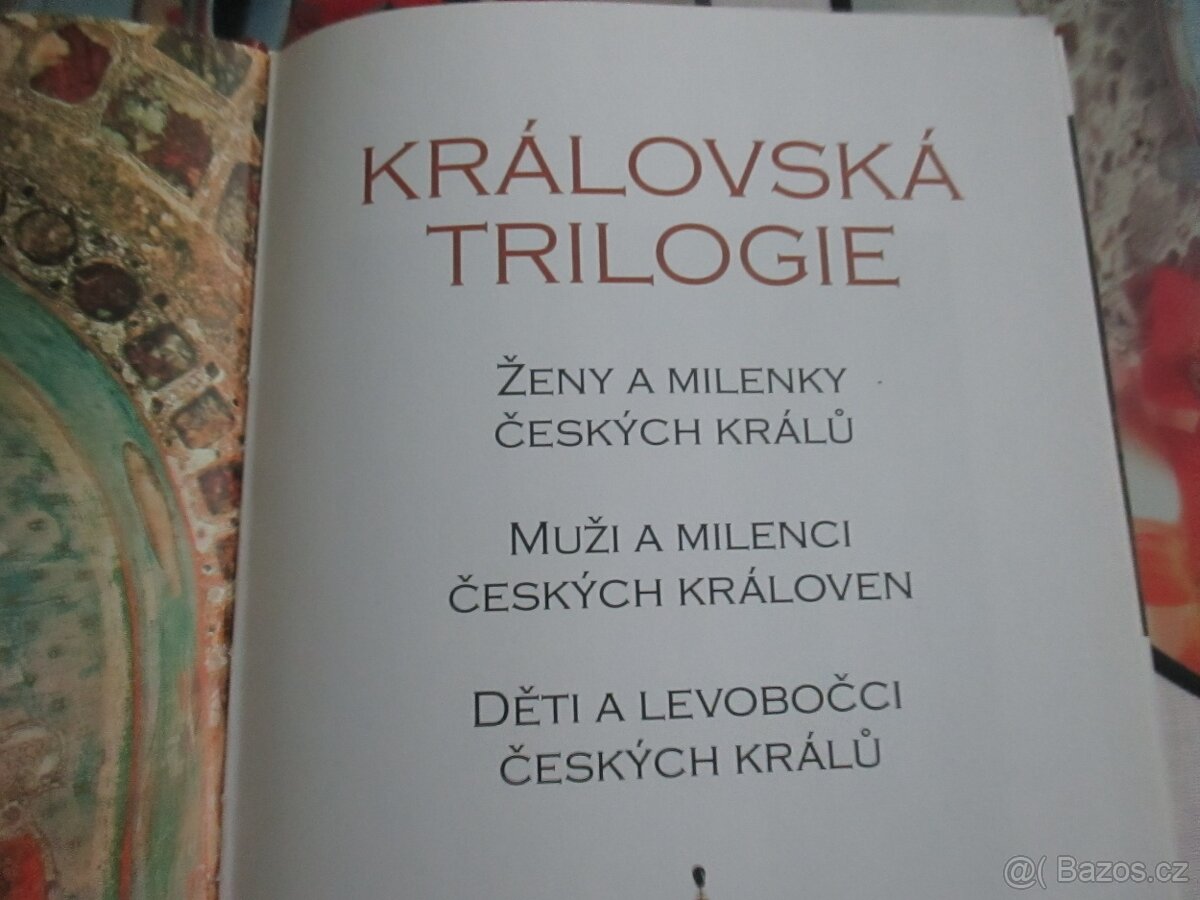 KRÁLOVSKÁ
TRILOGIE
ŽENY A MILENKY
ČESKÝCH KRÁLŮ
MUŽI A MILENCI
ČESKÝCH KRÁLOVEN
DĚTI A LEVOBOČCI
ČESKÝCH KRÁLŮ
@( Bazos.cz